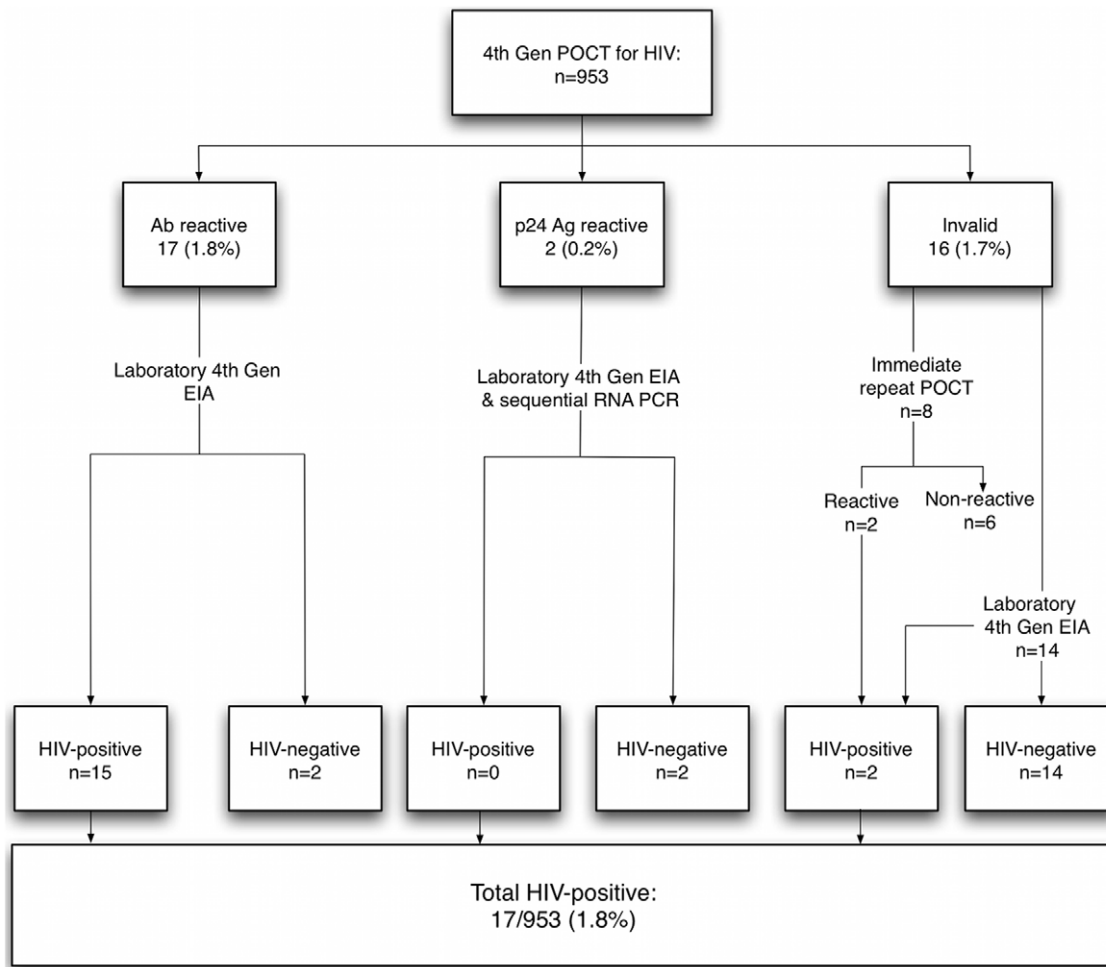 4th Gen POCT for HIV:
n=953
Ab reactive
17 (1.8%)
p24 Ag reactive
2 (0.2%)
Invalid
16 (1.7%)
Laboratory 4th Gen
EIA
Laboratory 4th Gen EIA
& sequential RNA PCR
Immediate
repeat POCT
n=8
Reactive
n=2
Non-reactive
n=6
Laboratory
4th Gen EIA
n=14
HIV-positive
n=15
HIV-negative
n=2
HIV-positive
n=0
HIV-negative
n=2
HIV-positive
n=2
HIV-negative
n=14
Total HIV-positive:
17/953 (1.8%)